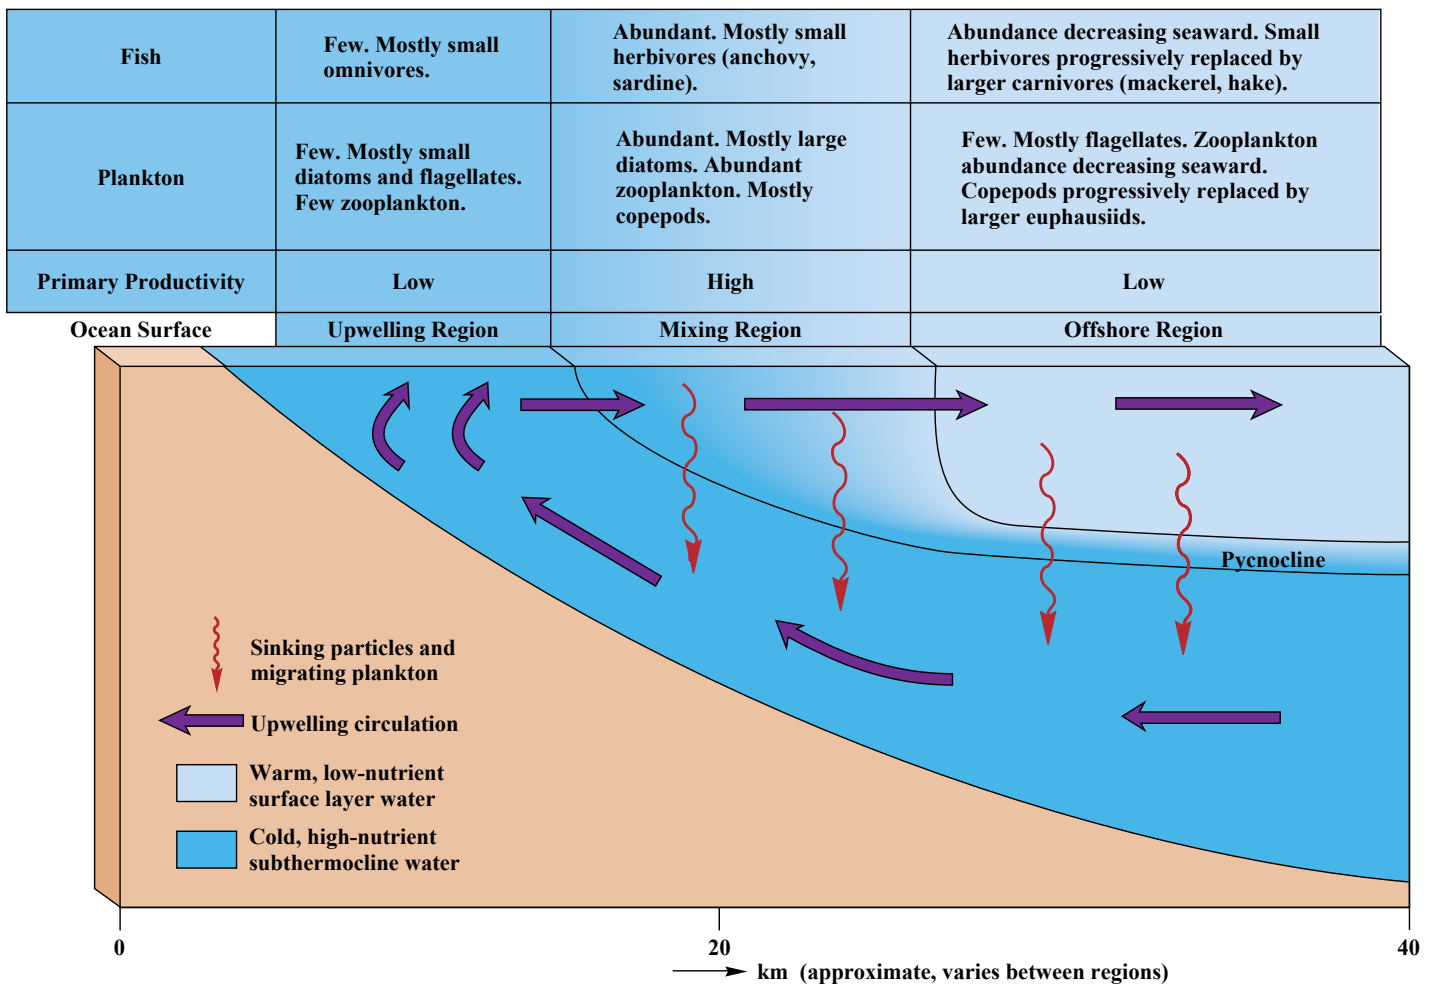 Fish
Few. Mostly small
omnivores.
Abundant. Mostly small
herbivores (anchovy,
sardine).
Abundance decreasing seaward. Small
herbivores progressively replaced by
larger carnivores (mackerel, hake).
Plankton
Few. Mostly small
diatoms and flagellates.
Few zooplankton.
Abundant. Mostly large
diatoms. Abundant
zooplankton. Mostly
copepods.
Few. Mostly flagellates. Zooplankton
abundance decreasing seaward.
Copepods progressively replaced by
larger euphausiids.
Primary Productivity
Low
High
Low
Ocean Surface
Upwelling Region
Mixing Region
Offshore Region
Pycnocline
Sinking particles and
migrating plankton
Upwelling circulation
Warm, low-nutrient
surface layer water
Cold, high-nutrient
subthermocline water
0
20
40
km (approximate, varies between regions)